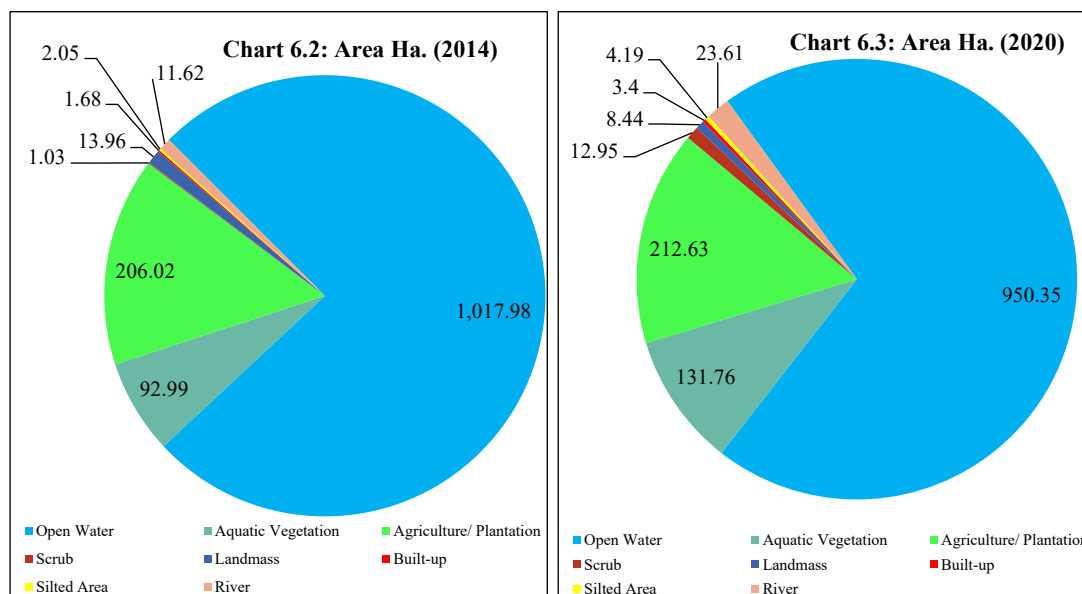 Chart 6.2: Area Ha. (2014)
2.05
11.62
1.68
13.96
1.03
206.02
1,017.98
92.99
Open Water
Aquatic Vegetation
Agriculture/ Plantation
Scrub
Landmass
Built-up
Silted Area
River
Chart 6.3: Area Ha. (2020)
4.19
23.61
3.4
8.44
12.95
212.63
950.35
131.76
Open Water
Aquatic Vegetation
Agriculture/ Plantation
Scrub
Landmass
Built-up
Silted Area
River